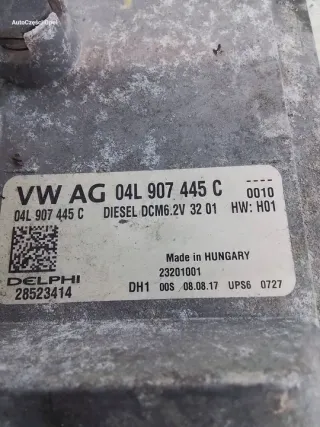 AutoCzęściOpel
VW AG 04L 907 445 C 0010
04L 907 445 C DIESEL DCM6.2V 32 01 HW: H01
Made in HUNGARY
23201001
DELPHI
28523414 DH1 00S 08.08.17 UPS6 0727